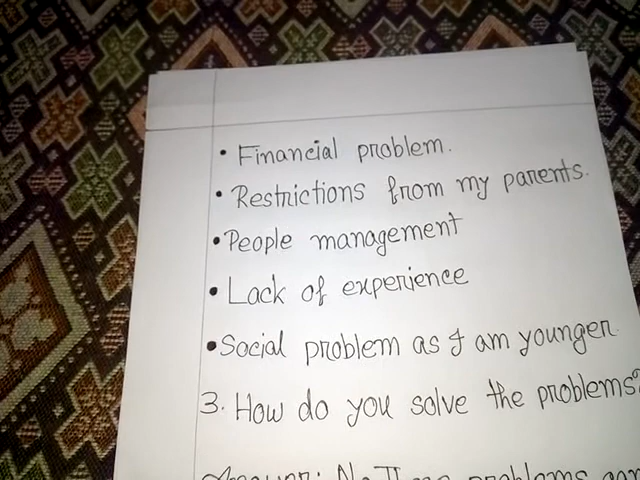 • Financial problem.
• Restrictions from my parents.
• People management
• Lack of experience
• Social problem as I am younger.
3. How do you solve the problems?
problems